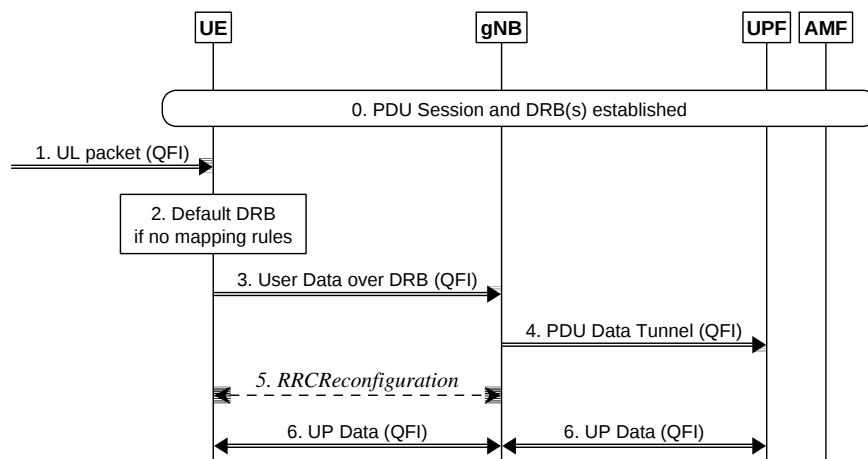 UE
gNB
UPF
AMF
0. PDU Session and DRB(s) established
1. UL packet (QFI)
2. Default DRB
if no mapping rules
3. User Data over DRB (QFI)
4. PDU Data Tunnel (QFI)
5. RRCReconfiguration
6. UP Data (QFI)
6. UP Data (QFI)